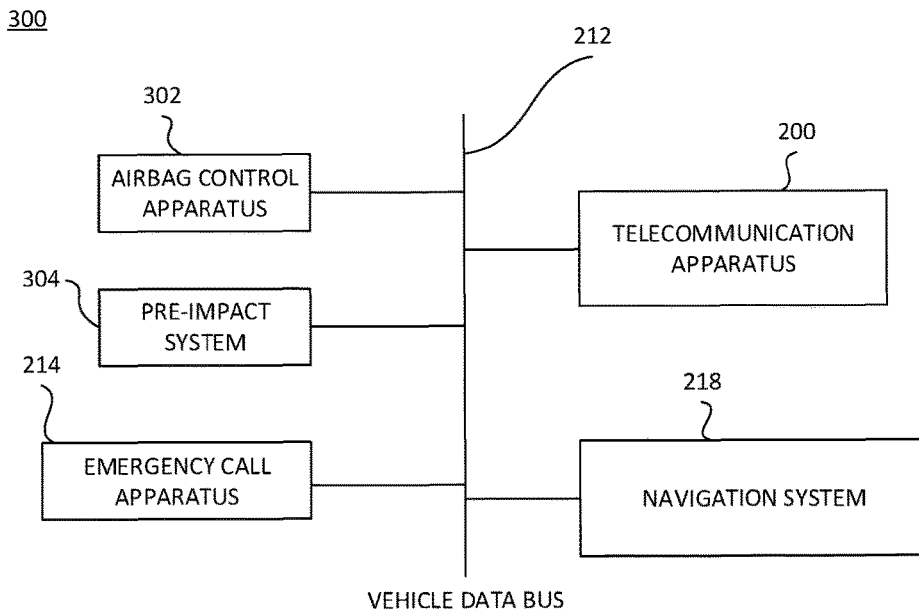 300
212
302
200
AIRBAG CONTROL
APPARATUS
TELECOMMUNICATION
APPARATUS
304
PRE-IMPACT
SYSTEM
214
218
EMERGENCY CALL
APPARATUS
NAVIGATION SYSTEM
VEHICLE DATA BUS